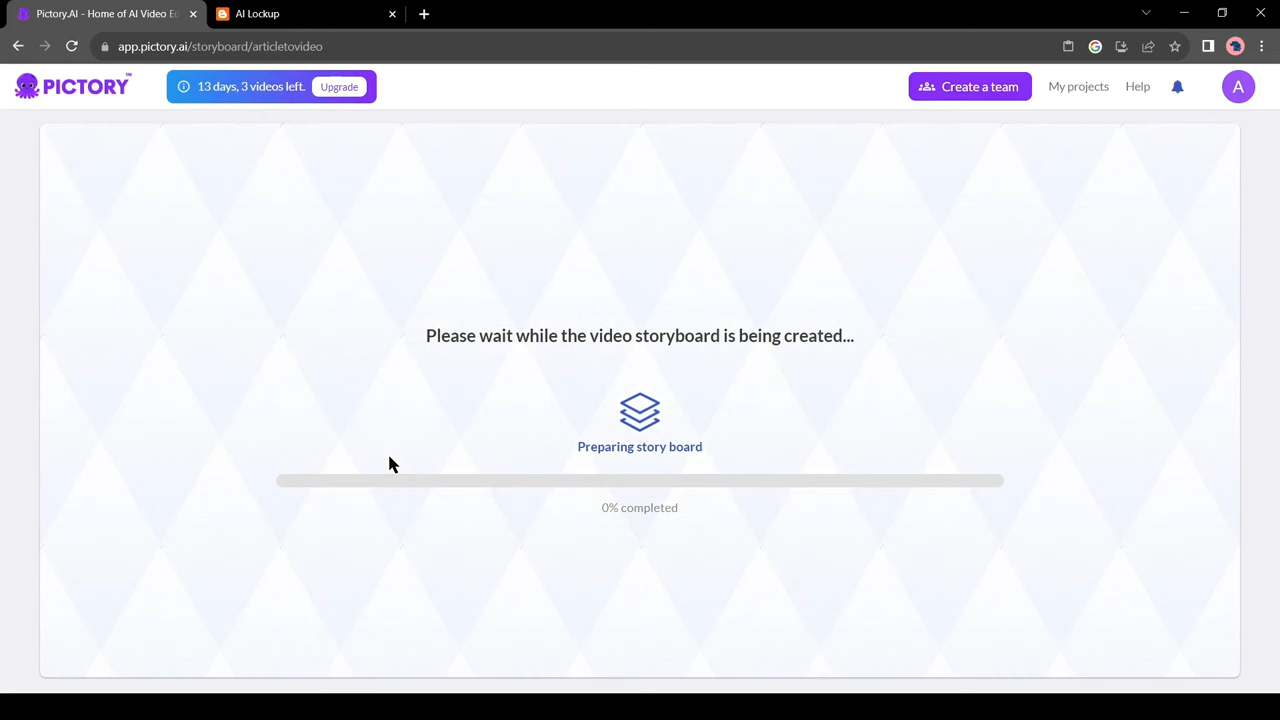 Pictory.AI - Home of AI Video Ed
AI Lockup
app.pictory.ai/storyboard/articletovideo
PICTORY™
13 days, 3 videos left.
Upgrade
Create a team
My projects
Help
A
Please wait while the video storyboard is being created...
Preparing story board
0% completed